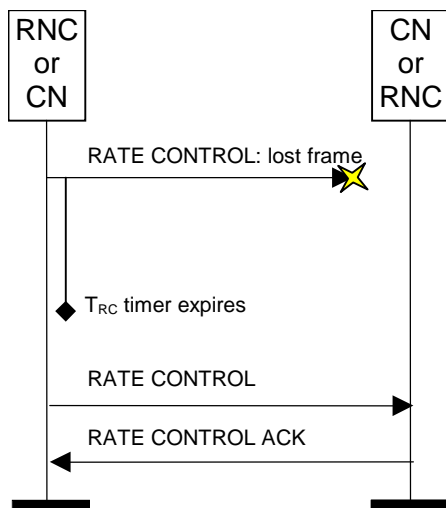 RNC
or
CN
CN
or
RNC
RATE CONTROL: lost frame
TRC timer expires
RATE CONTROL
RATE CONTROL ACK